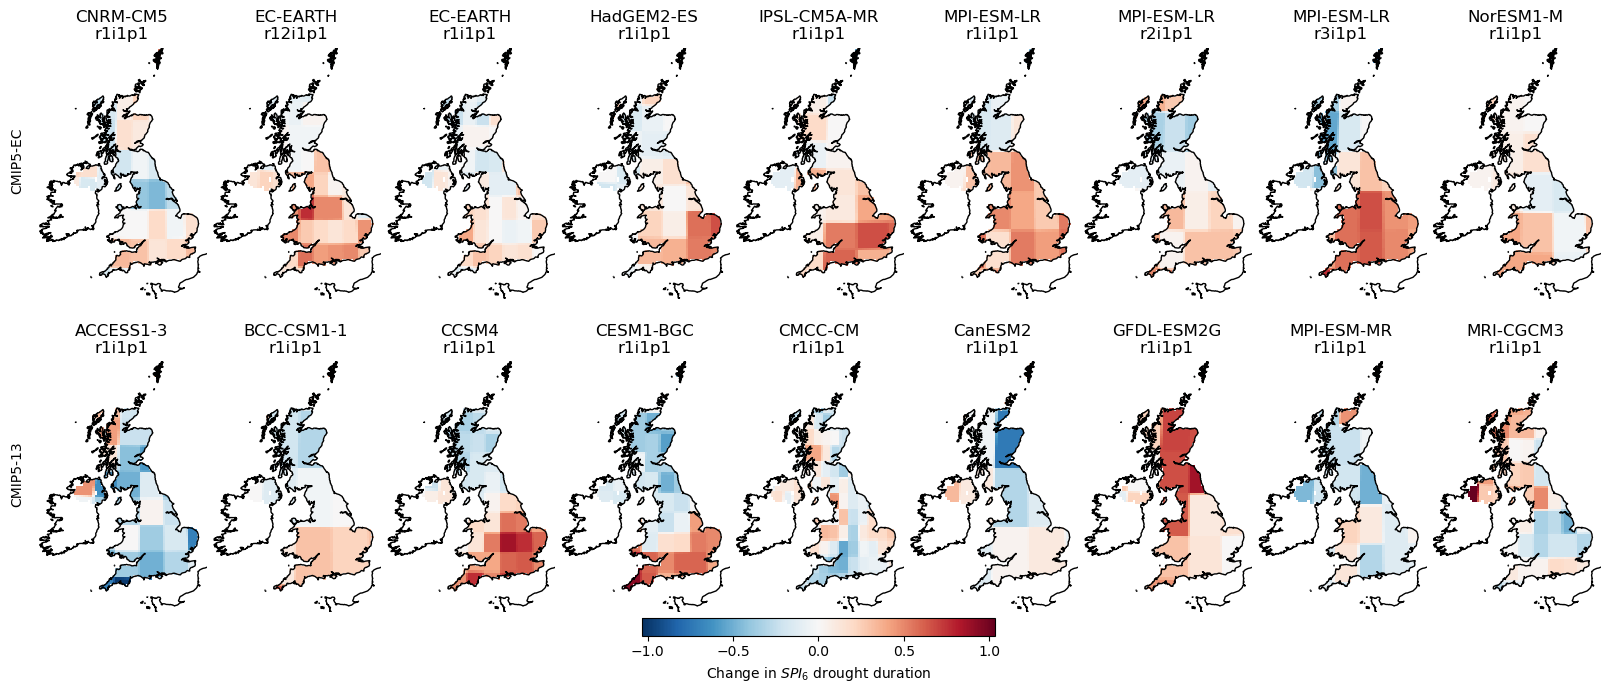 CNRM-CM5 EC-EARTH EC-EARTH HadGEM2-ES IPSL-CM5A-MR MPI-ESM-LR MPI-ESM-LR MPI-ESM-LR NorESM1-M
r1i1p1 r12i1p1 r1i1p1 r1i1p1 r1i1p1 r1i1p1 r2i1p1 r3i1p1 r1i1p1
CMIP5-EC
ACCESS1-3 BCC-CSM1-1 CCSM4 CESM1-BGC CMCC-CM CanESM2 GFDL-ESM2G MPI-ESM-MR MRI-CGCM3
r1i1p1 r1i1p1 r1i1p1 r1i1p1 r1i1p1 r1i1p1 r1i1p1 r1i1p1 r1i1p1
CMIP5-13
−1.0 −0.5 0.0 0.5 1.0
Change in SPI₆ drought duration